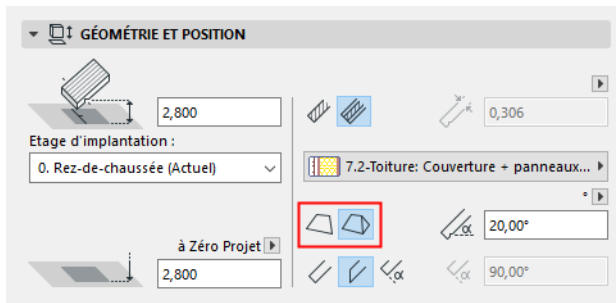 GÉOMÉTRIE ET POSITION
2,800
0,306
Etage d'implantation :
0. Rez-de-chaussée (Actuel)
7.2-Toiture: Couverture + panneaux...
°
α 20,00°
à Zéro Projet
2,800
α
α 90,00°